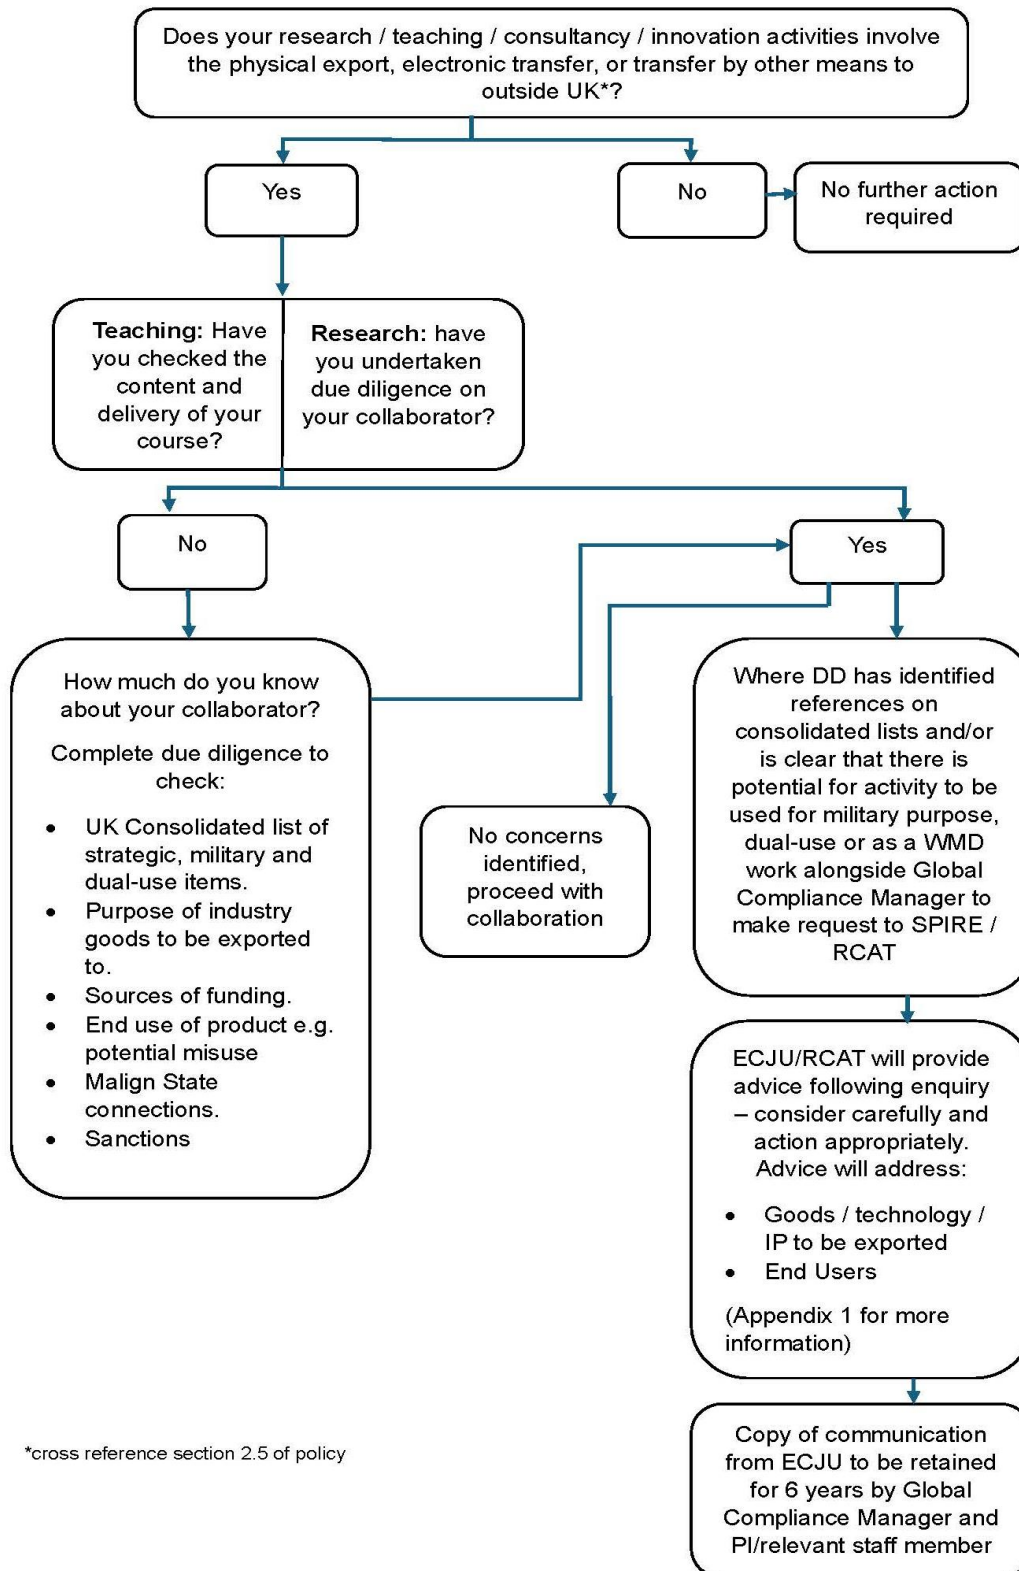 Does your research / teaching / consultancy / innovation activities involve
the physical export, electronic transfer, or transfer by other means to
outside UK*?
Yes
No
No further action
required
Teaching: Have
you checked the
content and
delivery of your
course?
Research: have
you undertaken
due diligence on
your collaborator?
No
Yes
How much do you know
about your collaborator?
Complete due diligence to
check:
• UK Consolidated list of
strategic, military and
dual-use items.
• Purpose of industry
goods to be exported
to.
• Sources of funding.
• End use of product e.g.
potential misuse
• Malign State
connections.
• Sanctions
No concerns
identified,
proceed with
collaboration
Where DD has identified
references on
consolidated lists and/or
is clear that there is
potential for activity to be
used for military purpose,
dual-use or as a WMD
work alongside Global
Compliance Manager to
make request to SPIRE /
RCAT
ECJU/RCAT will provide
advice following enquiry
– consider carefully and
action appropriately.
Advice will address:
• Goods / technology /
IP to be exported
• End Users
(Appendix 1 for more
information)
Copy of communication
from ECJU to be retained
for 6 years by Global
Compliance Manager and
PI/relevant staff member
*cross reference section 2.5 of policy